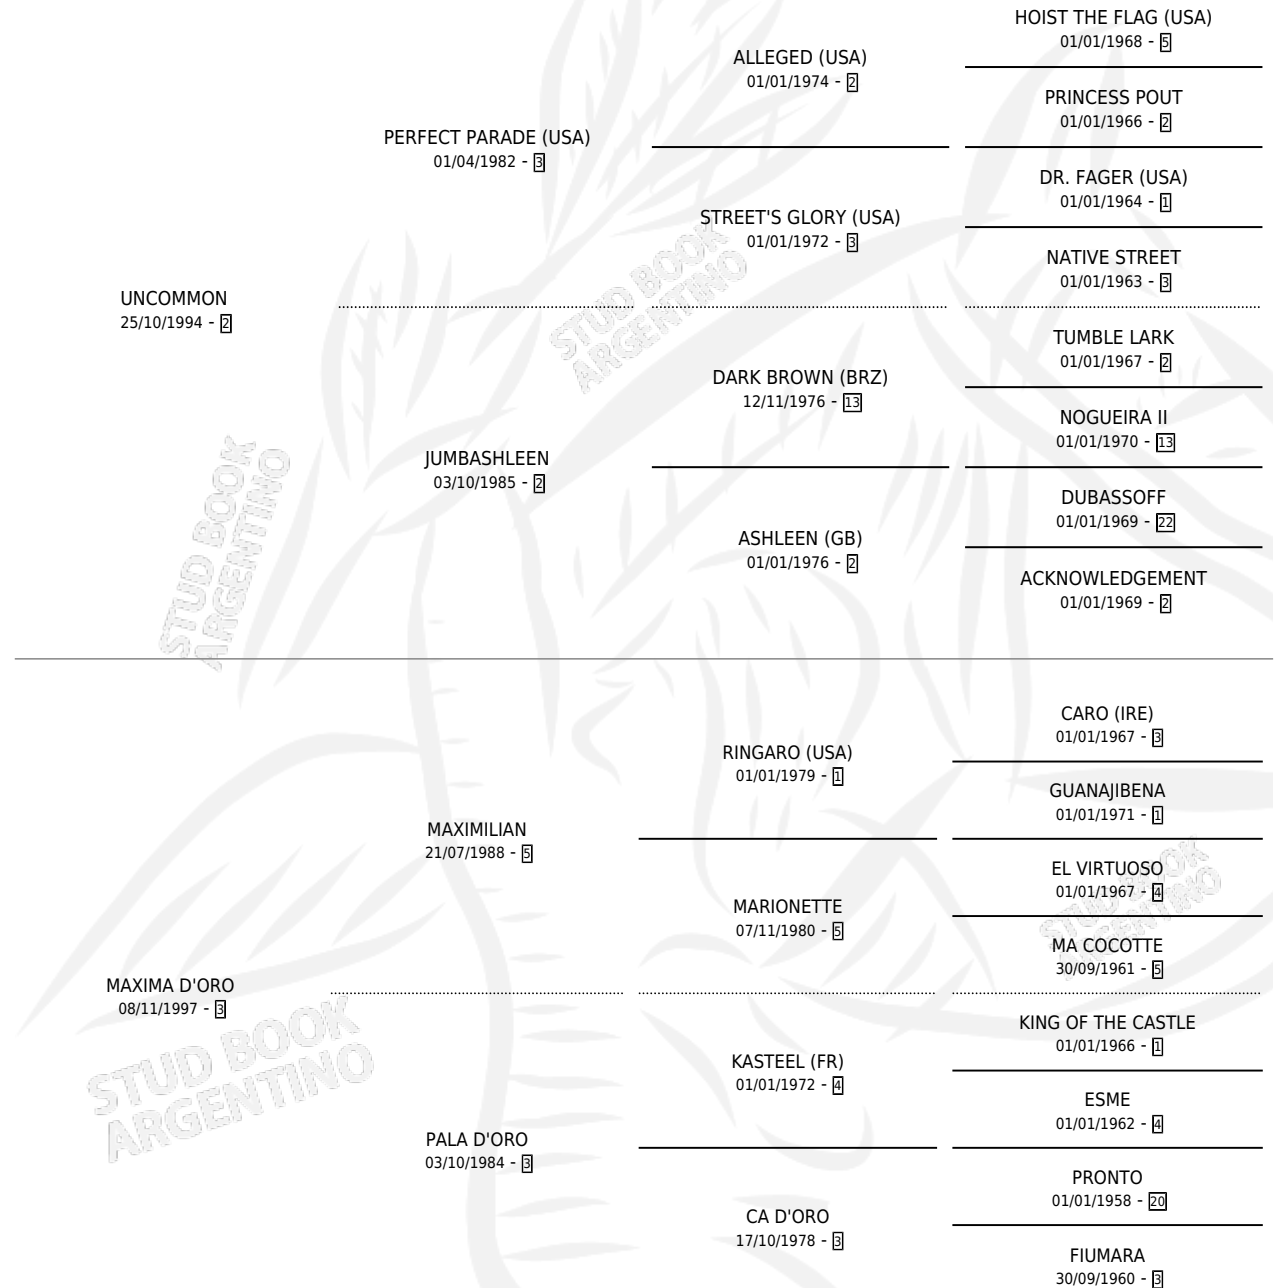 HOIST THE FLAG (USA)
01/01/1968 - 5
ALLEGED (USA)
01/01/1974 - 2
PRINCESS POUT
01/01/1966 - 2
PERFECT PARADE (USA)
01/04/1982 - 3
DR. FAGER (USA)
01/01/1964 - 1
STREET'S GLORY (USA)
01/01/1972 - 3
NATIVE STREET
01/01/1963 - 3
UNCOMMON
25/10/1994 - 2
TUMBLE LARK
01/01/1967 - 2
DARK BROWN (BRZ)
12/11/1976 - 13
NOGUEIRA II
01/01/1970 - 13
JUMBASHLEEN
03/10/1985 - 2
DUBASSOFF
01/01/1969 - 22
ASHLEEN (GB)
01/01/1976 - 2
ACKNOWLEDGEMENT
01/01/1969 - 2
CARO (IRE)
01/01/1967 - 3
RINGARO (USA)
01/01/1979 - 1
GUANAJIBENA
01/01/1971 - 1
MAXIMILIAN
21/07/1988 - 5
EL VIRTUOSO
01/01/1967 - 4
MARIONETTE
07/11/1980 - 5
MA COCOTTE
30/09/1961 - 5
MAXIMA D'ORO
08/11/1997 - 3
KING OF THE CASTLE
01/01/1966 - 1
KASTEEL (FR)
01/01/1972 - 4
ESME
01/01/1962 - 4
PALA D'ORO
03/10/1984 - 3
PRONTO
01/01/1958 - 20
CA D'ORO
17/10/1978 - 3
FIUMARA
30/09/1960 - 3
STUD BOOK
ARGENTINO
STUD BOOK
ARGENTINO
STUD BOOK
ARGENTINO
STUD BOOK
ARGENTINO